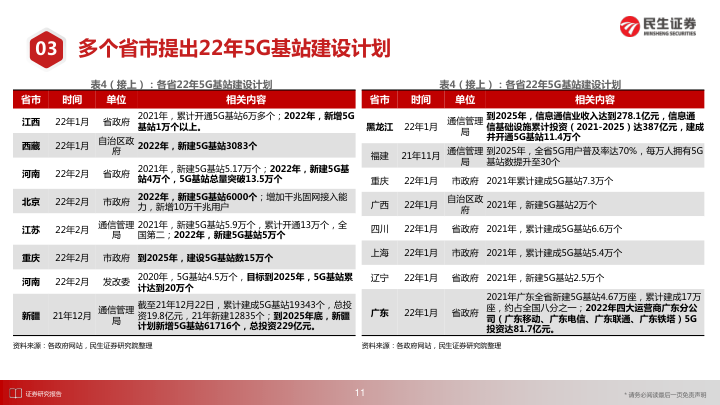 03
多个省市提出22年5G基站建设计划
民生证券
MINSHENG SECURITIES
表4（接上）：各省22年5G基站建设计划
省市 时间 单位 相关内容
江西 22年1月 省政府 2021年，累计开通5G基站6万多个；2022年，新增5G
基站1万个以上。
西藏 22年1月 自治区政
府 2022年，新建5G基站3083个
河南 22年2月 省政府 2021年，新建5G基站5.17万个；2022年，新建5G基
站4万个，5G基站总量突破13.5万个
北京 22年2月 市政府 2022年，新建5G基站6000个；增加千兆固网接入能
力，新增10万千兆用户
江苏 22年2月 通信管理
局 2021年，新建5G基站5.9万个，累计开通13万个，全
国第二；2022年，新建5G基站5万个
重庆 22年2月 市政府 到2025年，建设5G基站数15万个
河南 22年2月 发改委 2020年，5G基站4.5万个，目标到2025年，5G基站累
计达到20万个
新疆 21年12月 通信管理
局 截至21年12月22日，累计建成5G基站19343个，总投
资19.8亿元，21年新建12835个；到2025年底，新疆
计划新增5G基站61716个，总投资229亿元。
资料来源：各政府网站，民生证券研究院整理
表4（接上）：各省22年5G基站建设计划
省市 时间 单位 相关内容
黑龙江 22年1月 通信管理
局 到2025年，信息通信业收入达到278.1亿元，信息通
信基础设施累计投资（2021-2025）达387亿元，建成
并开通5G基站11.4万个
福建 21年11月 通信管理
局 到2025年，全省5G用户普及率达70%，每万人拥有5G
基站数提升至30个
重庆 22年1月 市政府 2021年累计建成5G基站7.3万个
广西 22年1月 自治区政
府 2021年，新建5G基站2万个
四川 22年1月 省政府 2021年，累计建成5G基站6.6万个
上海 22年1月 市政府 2021年，累计建成5G基站5.4万个
辽宁 22年1月 省政府 2021年，新建5G基站2.5万个
广东 22年1月 省政府 2021年广东全省新建5G基站4.67万座，累计建成17万
座，约占全国八分之一；2022年四大运营商广东分公
司（广东移动、广东电信、广东联通、广东铁塔）5G
投资达81.7亿元。
资料来源：各政府网站，民生证券研究院整理
证券研究报告
11
* 请务必阅读最后一页免责声明